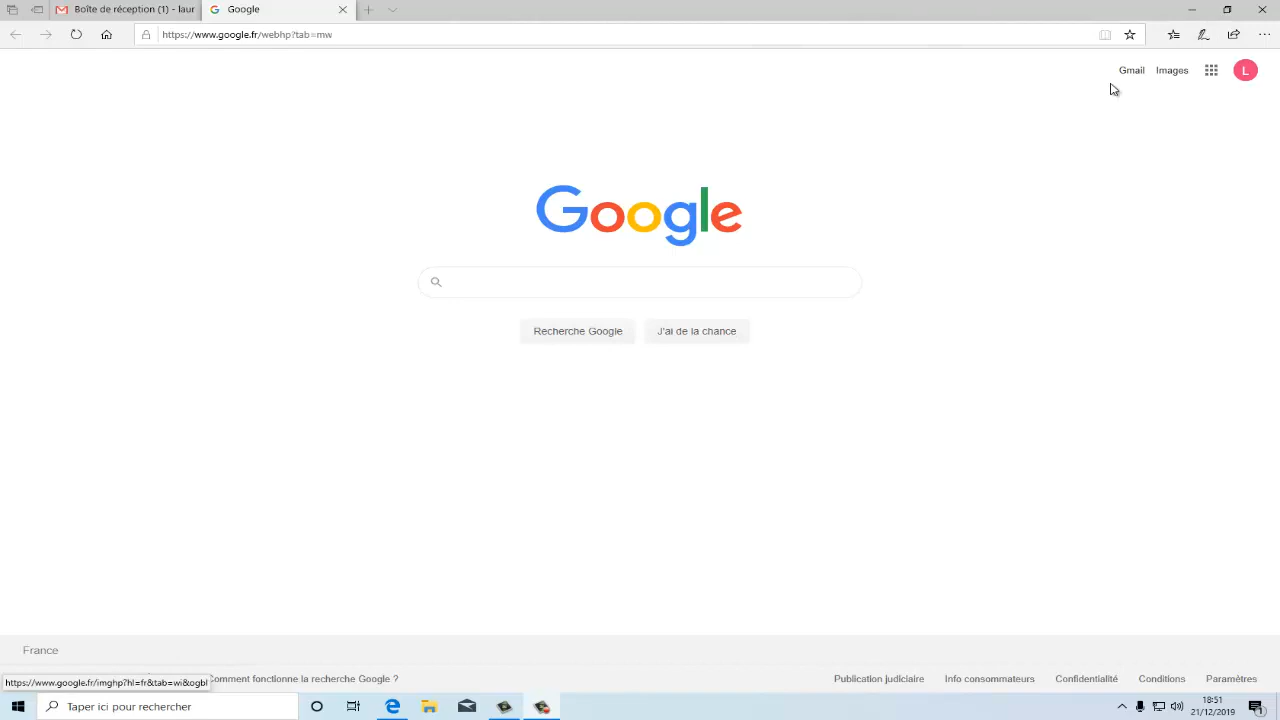 Boîte de réception (1) - laur
Google
https://www.google.fr/webhp?tab=mw
Gmail
Images
L
Google
Recherche Google
J'ai de la chance
France
https://www.google.fr/imghp?hl=fr&tab=wi&ogbl
Comment fonctionne la recherche Google ?
Publication judiciaire
Info consommateurs
Confidentialité
Conditions
Paramètres
Taper ici pour rechercher
18:51
21/12/2019